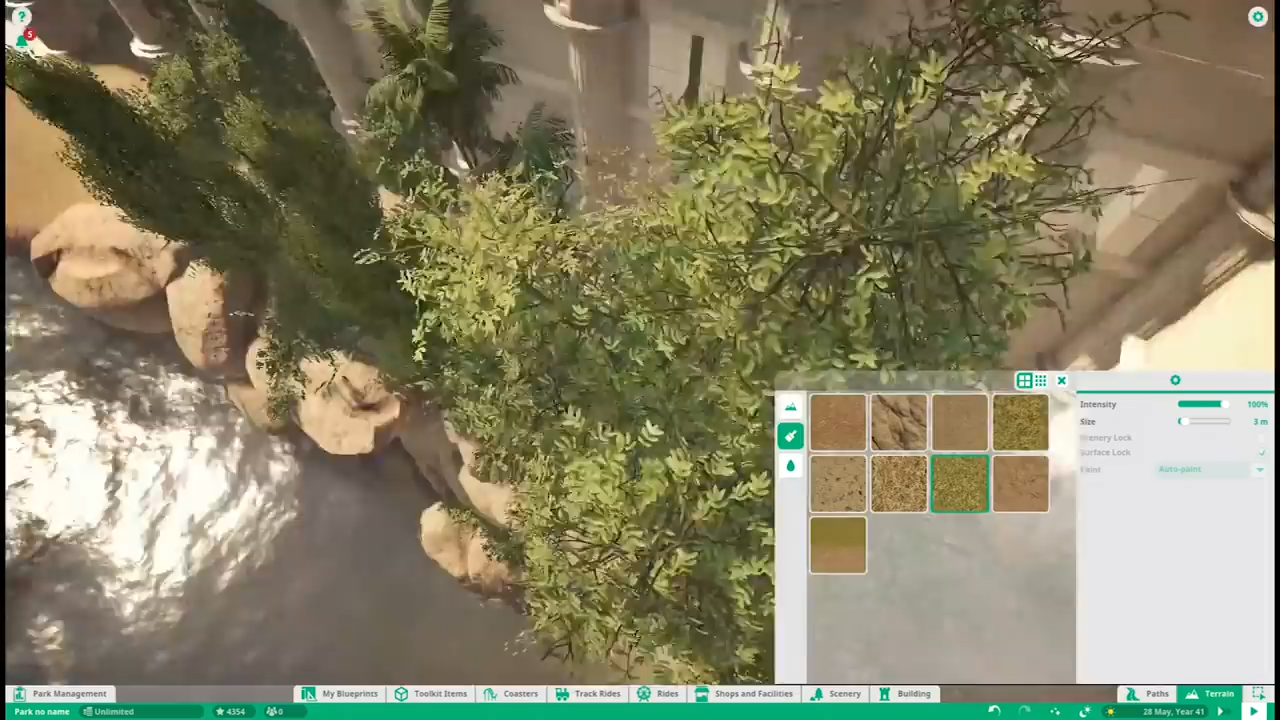 ?
5
Intensity 100%
Size 3 m
Scenery Lock
Surface Lock
Paint Auto-paint
Park Management
My Blueprints
Toolkit Items
Coasters
Track Rides
Rides
Shops and Facilities
Scenery
Building
Paths
Terrain
Park no name
Unlimited
4354
0
28 May, Year 41